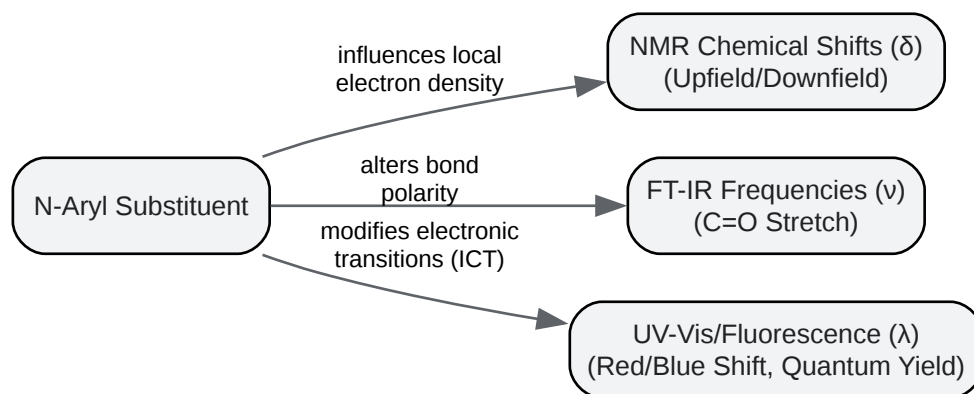 influences local
electron density
NMR Chemical Shifts (δ)
(Upfield/Downfield)
N-Aryl Substituent
alters bond
polarity
FT-IR Frequencies (ν)
(C=O Stretch)
modifies electronic
transitions (ICT)
UV-Vis/Fluorescence (λ)
(Red/Blue Shift, Quantum Yield)